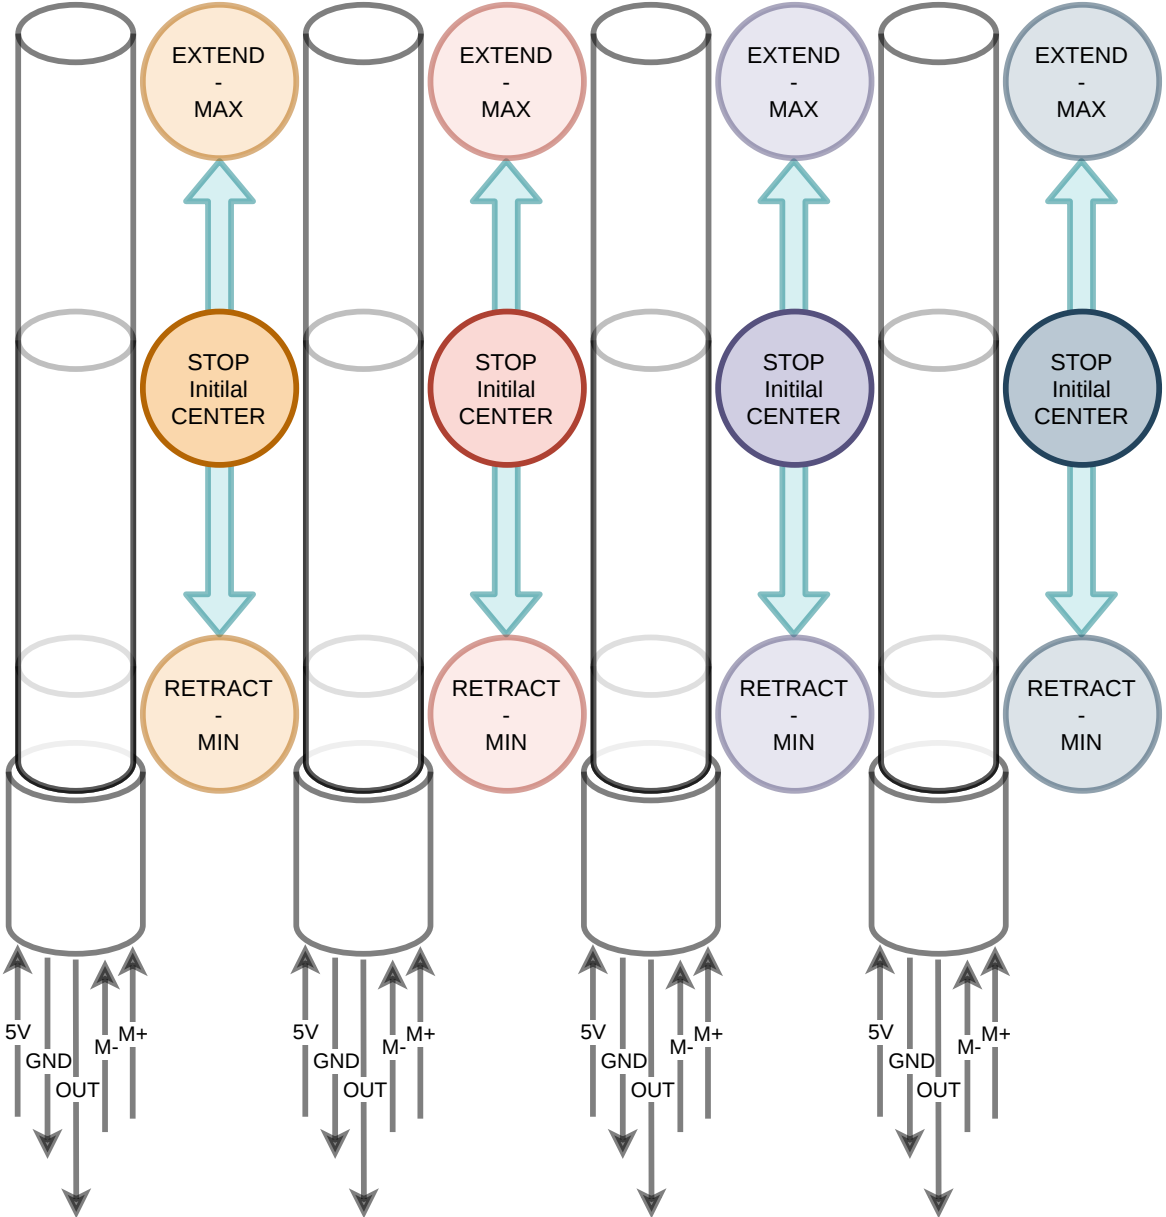 EXTEND
-
MAX
EXTEND
-
MAX
EXTEND
-
MAX
EXTEND
-
MAX
STOP
Initilal
CENTER
STOP
Initilal
CENTER
STOP
Initilal
CENTER
STOP
Initilal
CENTER
RETRACT
-
MIN
RETRACT
-
MIN
RETRACT
-
MIN
RETRACT
-
MIN
5V
GND
OUT
M-
M+
5V
GND
OUT
M-
M+
5V
GND
OUT
M-
M+
5V
GND
OUT
M-
M+